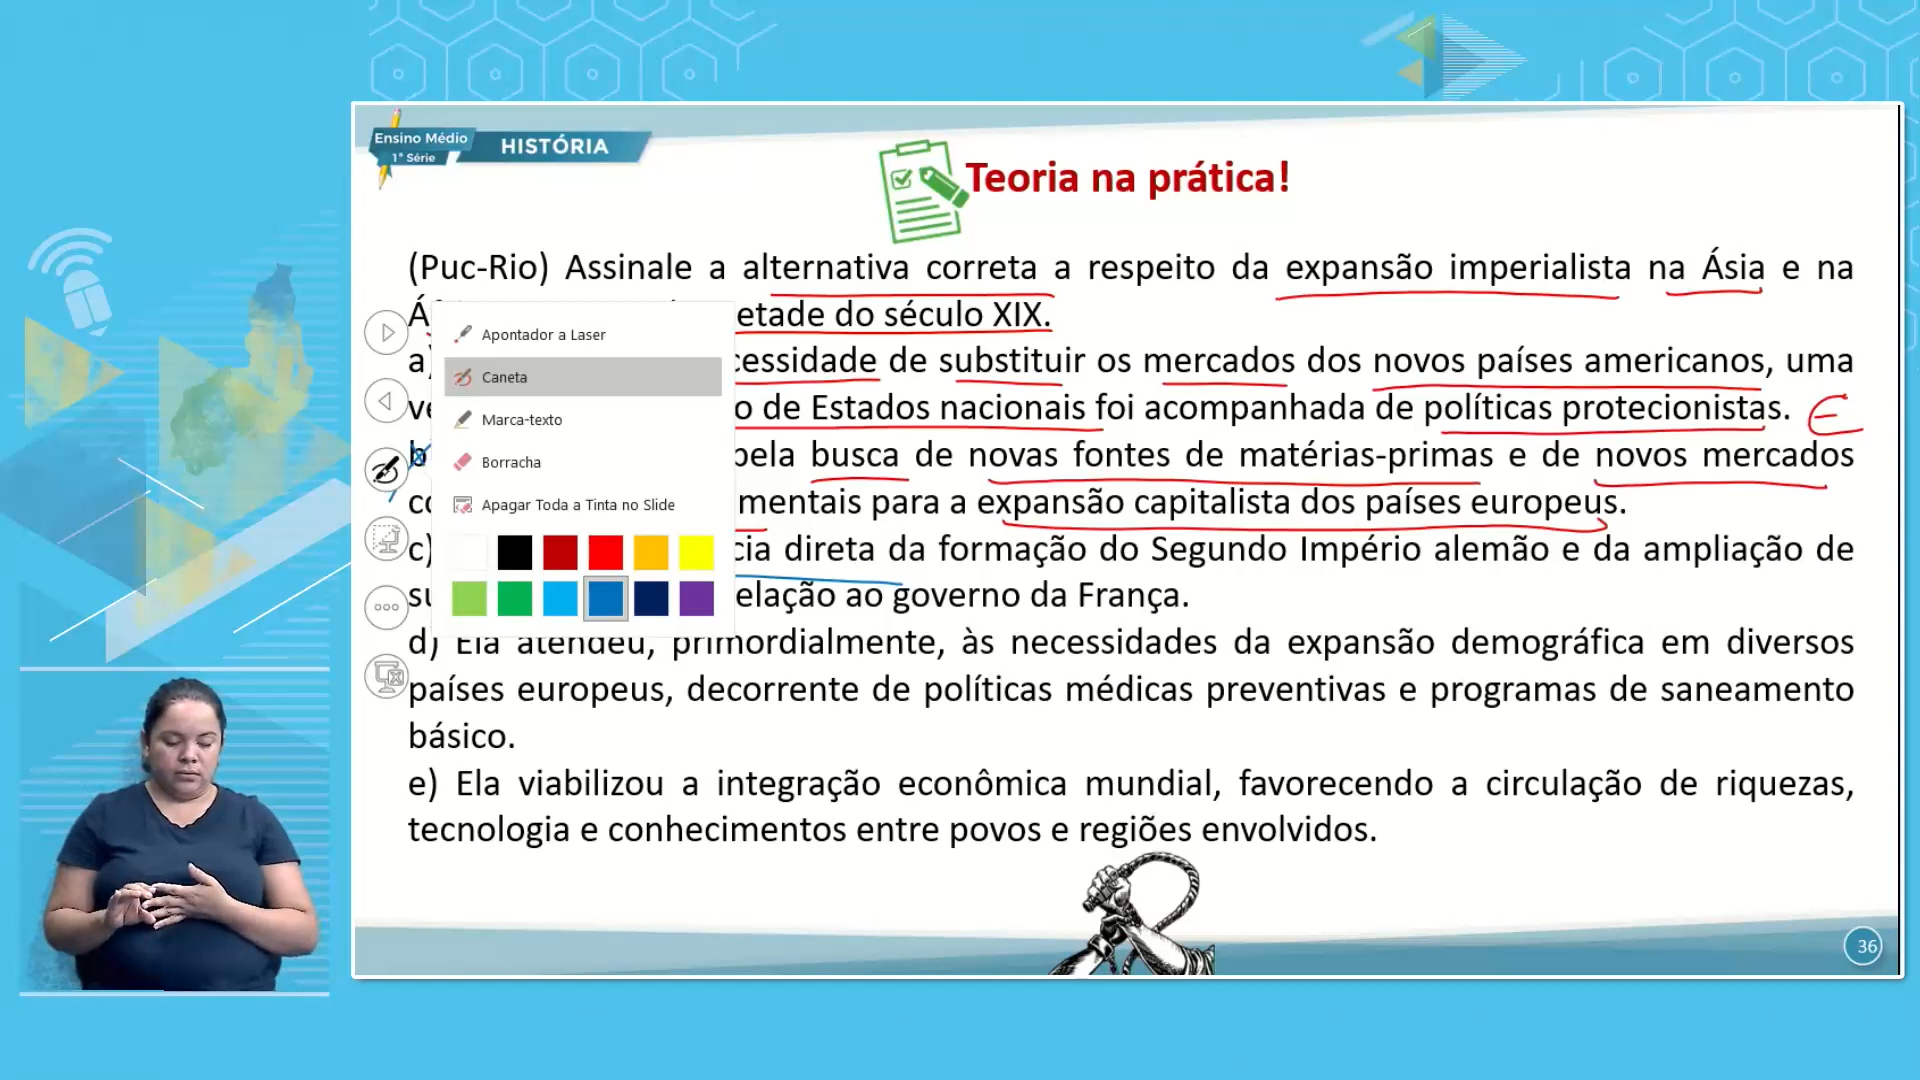 Ensino Médio
1ª Série
HISTÓRIA
Teoria na prática!
(Puc-Rio) Assinale a alternativa correta a respeito da expansão imperialista na Ásia e na
etade do século XIX.
a) cessidade de substituir os mercados dos novos países americanos, uma
o de Estados nacionais foi acompanhada de políticas protecionistas. E
b pela busca de novas fontes de matérias-primas e de novos mercados
co mentais para a expansão capitalista dos países europeus.
c) cia direta da formação do Segundo Império alemão e da ampliação de
su elação ao governo da França.
d) Ela atendeu, primordialmente, às necessidades da expansão demográfica em diversos
países europeus, decorrente de políticas médicas preventivas e programas de saneamento
básico.
e) Ela viabilizou a integração econômica mundial, favorecendo a circulação de riquezas,
tecnologia e conhecimentos entre povos e regiões envolvidos.
Apontador a Laser
Caneta
Marca-texto
Borracha
Apagar Toda a Tinta no Slide
36